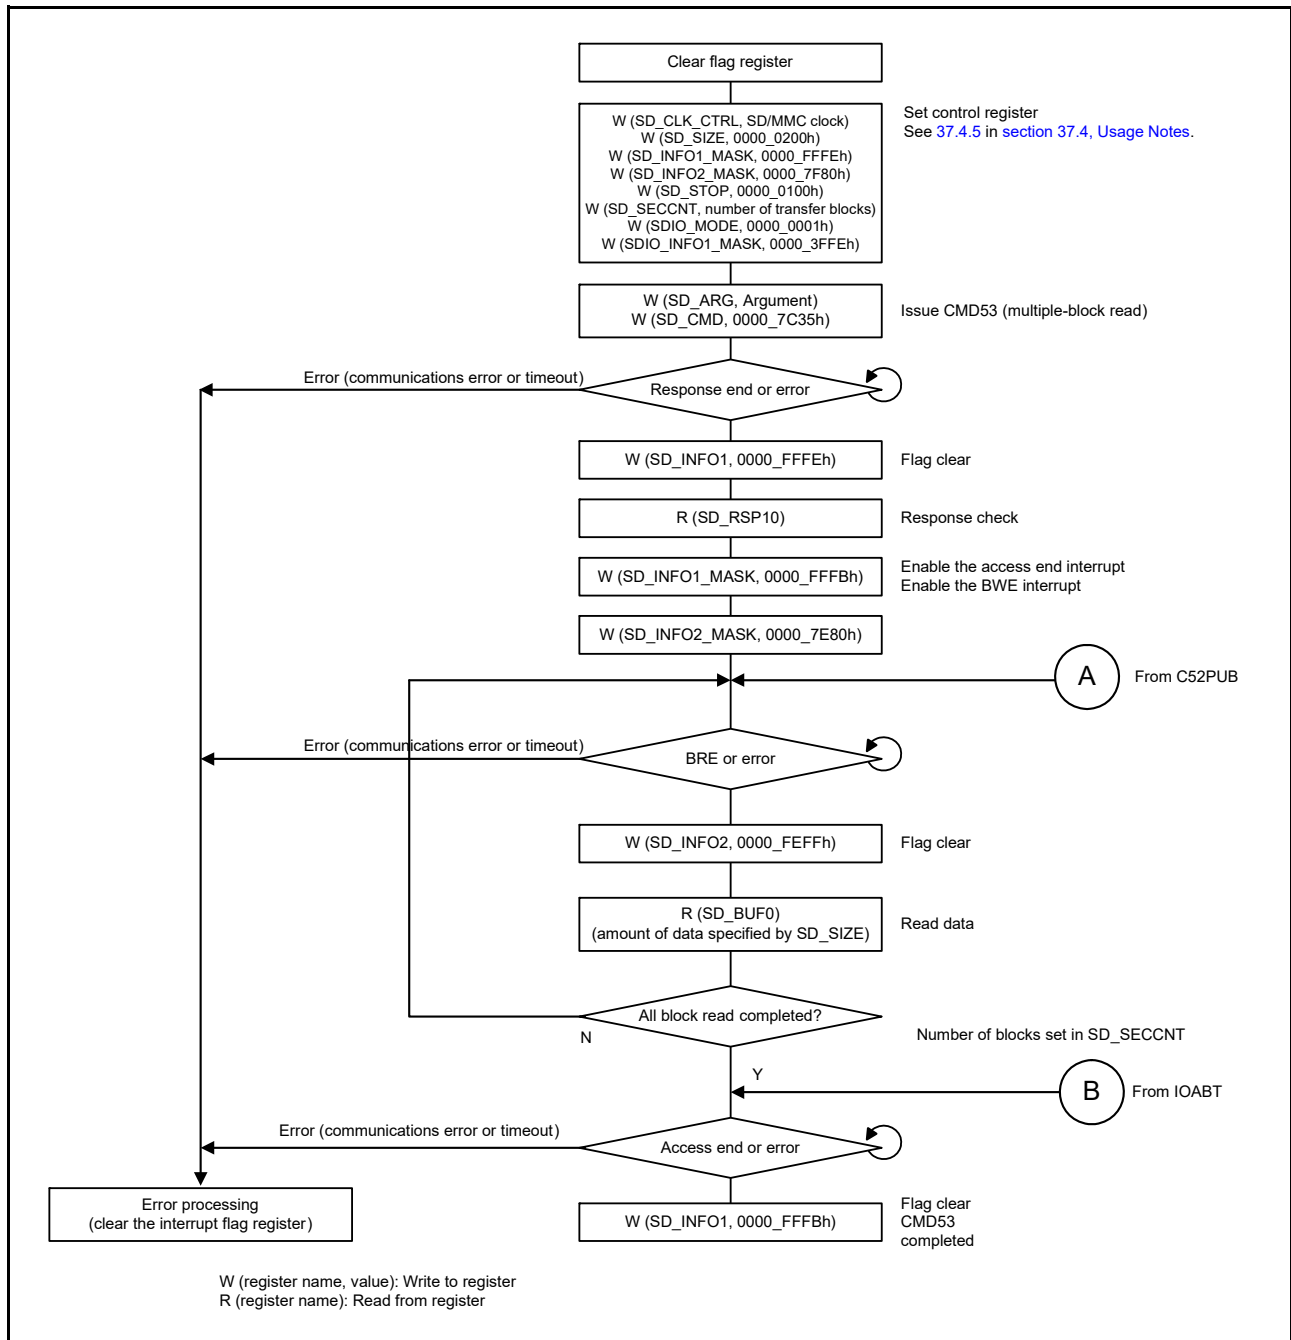 Clear flag register
W (SD_CLK_CTRL, SD/MMC clock)
W (SD_SIZE, 0000_0200h)
W (SD_INFO1_MASK, 0000_FFFEh)
W (SD_INFO2_MASK, 0000_7F80h)
W (SD_STOP, 0000_0100h)
W (SD_SECCNT, number of transfer blocks)
W (SDIO_MODE, 0000_0001h)
W (SDIO_INFO1_MASK, 0000_3FFEh)
Set control register
See 37.4.5 in section 37.4, Usage Notes.
W (SD_ARG, Argument)
W (SD_CMD, 0000_7C35h)
Issue CMD53 (multiple-block read)
Error (communications error or timeout)
Response end or error
W (SD_INFO1, 0000_FFFEh)
Flag clear
R (SD_RSP10)
Response check
W (SD_INFO1_MASK, 0000_FFFBh)
Enable the access end interrupt
Enable the BWE interrupt
W (SD_INFO2_MASK, 0000_7E80h)
A
From C52PUB
Error (communications error or timeout)
BRE or error
W (SD_INFO2, 0000_FEFFh)
Flag clear
R (SD_BUF0)
(amount of data specified by SD_SIZE)
Read data
All block read completed?
N
Number of blocks set in SD_SECCNT
Y
B
From IOABT
Error (communications error or timeout)
Access end or error
Error processing
(clear the interrupt flag register)
W (SD_INFO1, 0000_FFFBh)
Flag clear
CMD53
completed
W (register name, value): Write to register
R (register name): Read from register